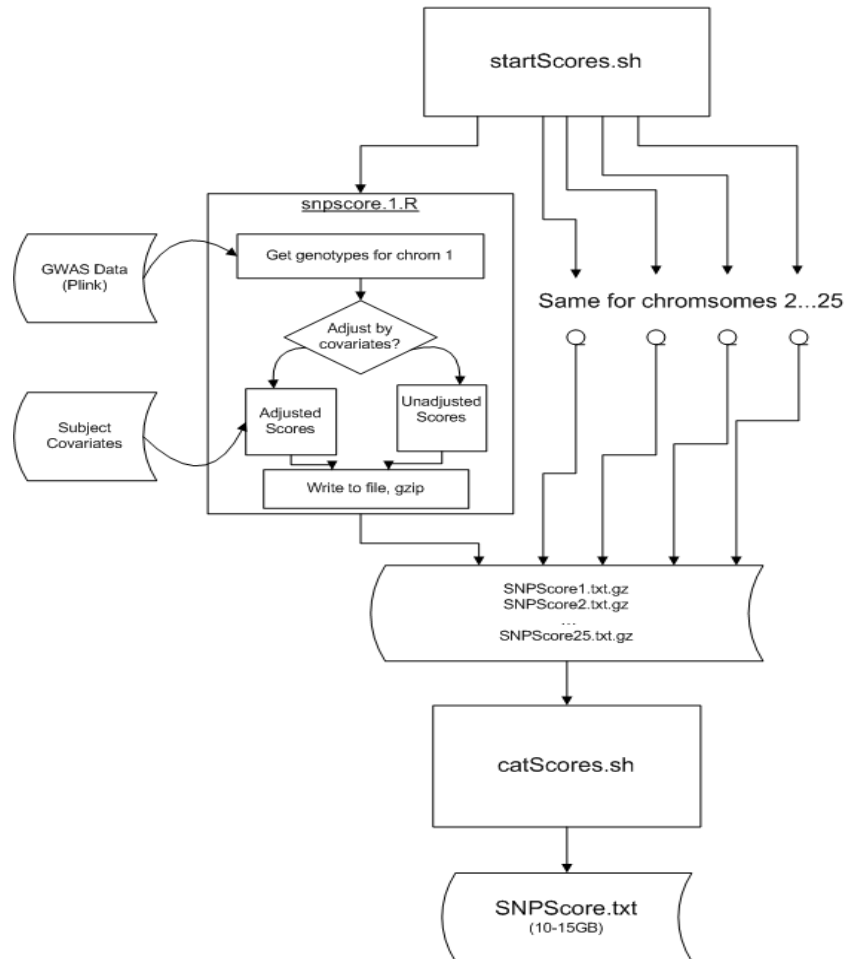 startScores.sh
snpscore.1.R
GWAS Data
(Plink)
Get genotypes for chrom 1
Same for chromsomes 2...25
Adjust by
covariates?
Subject
Covariates
Adjusted
Scores
Unadjusted
Scores
Write to file, gzip
SNPScore1.txt.gz
SNPScore2.txt.gz
...
SNPScore25.txt.gz
catScores.sh
SNPScore.txt
(10-15GB)